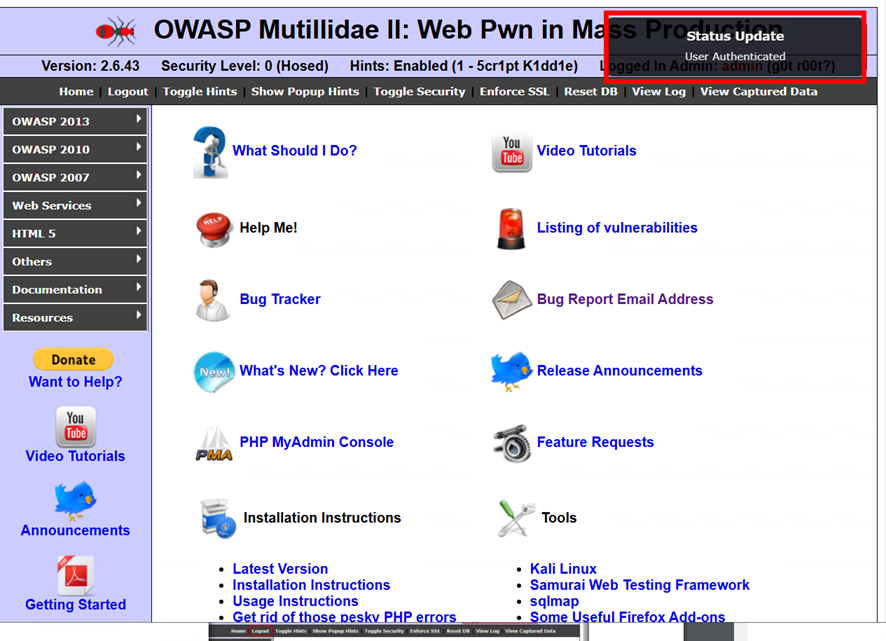 OWASP Mutillidae II: Web Pwn in Mass Production
Status Update
User Authenticated
Version: 2.6.43 Security Level: 0 (Hosed) Hints: Enabled (1 - 5cr1pt K1dd1e) Logged In Admin: admin (g0t r00t?)
Home | Logout | Toggle Hints | Show Popup Hints | Toggle Security | Enforce SSL | Reset DB | View Log | View Captured Data
OWASP 2013
OWASP 2010
OWASP 2007
Web Services
HTML 5
Others
Documentation
Resources
Donate
Want to Help?
You Tube
Video Tutorials
Announcements
Getting Started
What Should I Do?
You Tube
Video Tutorials
HELP
Help Me!
Listing of vulnerabilities
Bug Tracker
Bug Report Email Address
New!
What's New? Click Here
Release Announcements
PMA
PHP MyAdmin Console
Feature Requests
Installation Instructions
Tools
Latest Version
Installation Instructions
Usage Instructions
Get rid of those pesky PHP errors
Kali Linux
Samurai Web Testing Framework
sqlmap
Some Useful Firefox Add-ons
Home | Logout | Toggle Hints | Show Popup Hints | Toggle Security | Enforce SSL | Reset DB | View Log | View Captured Data